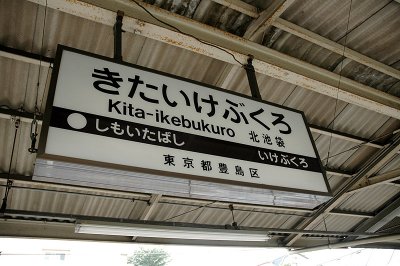 きたいけぶくろ
Kita-ikebukuro 北池袋
しもいたばし いけぶくろ
東京都豊島区